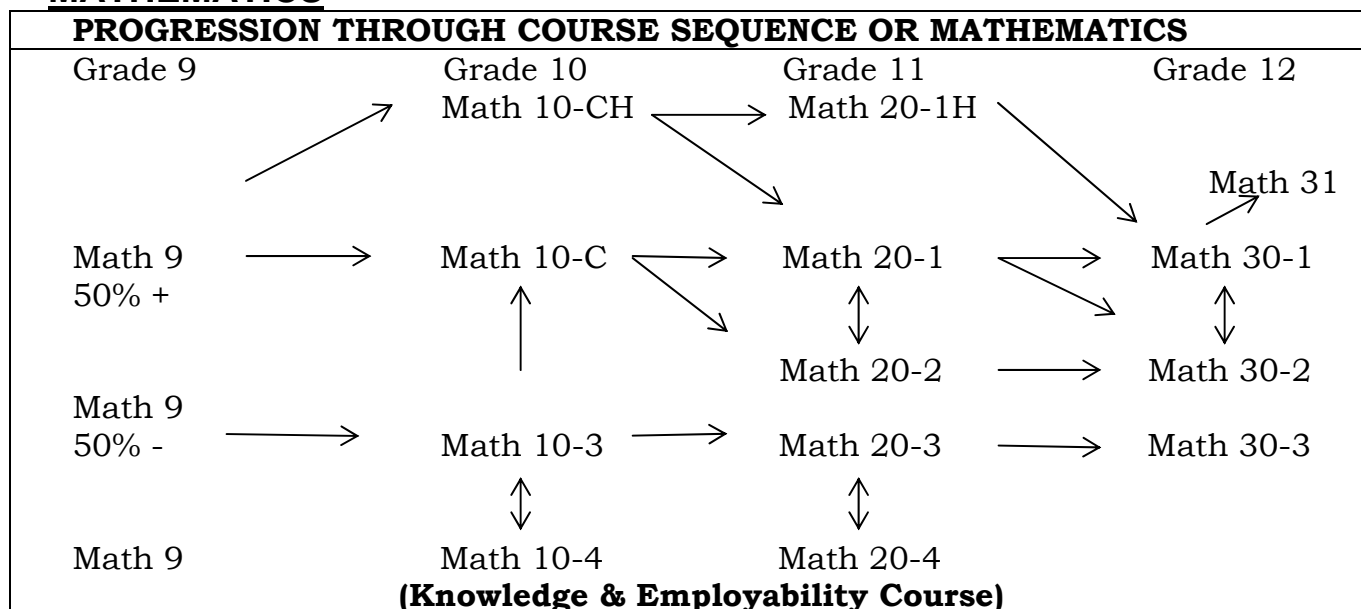 MATHEMATICS
PROGRESSION THROUGH COURSE SEQUENCE OR MATHEMATICS
Grade 9 Grade 10 Grade 11 Grade 12
Math 10-CH Math 20-1H
Math 31
Math 9 Math 10-C Math 20-1 Math 30-1
50% +
Math 20-2 Math 30-2
Math 9
50% - Math 10-3 Math 20-3 Math 30-3
Math 9 Math 10-4 Math 20-4
(Knowledge & Employability Course)